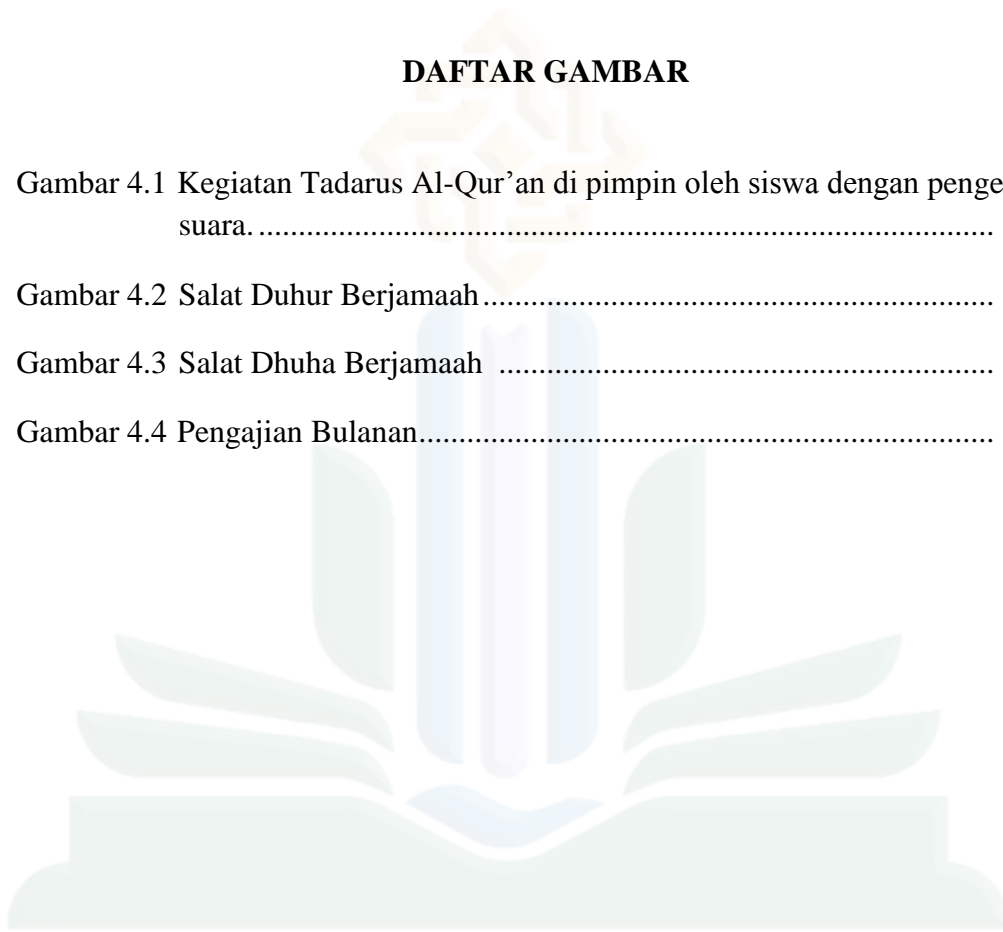 DAFTAR GAMBAR
Gambar 4.1 Kegiatan Tadarus Al-Qur’an di pimpin oleh siswa dengan penge
suara. ............................................................................................
Gambar 4.2 Salat Duhur Berjamaah................................................................
Gambar 4.3 Salat Dhuha Berjamaah ..............................................................
Gambar 4.4 Pengajian Bulanan........................................................................